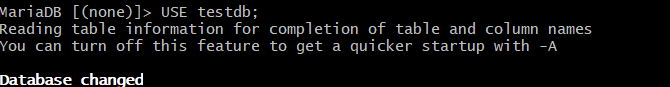 MariaDB [(none)]> USE testdb;
Reading table information for completion of table and column names
You can turn off this feature to get a quicker startup with -A
Database changed